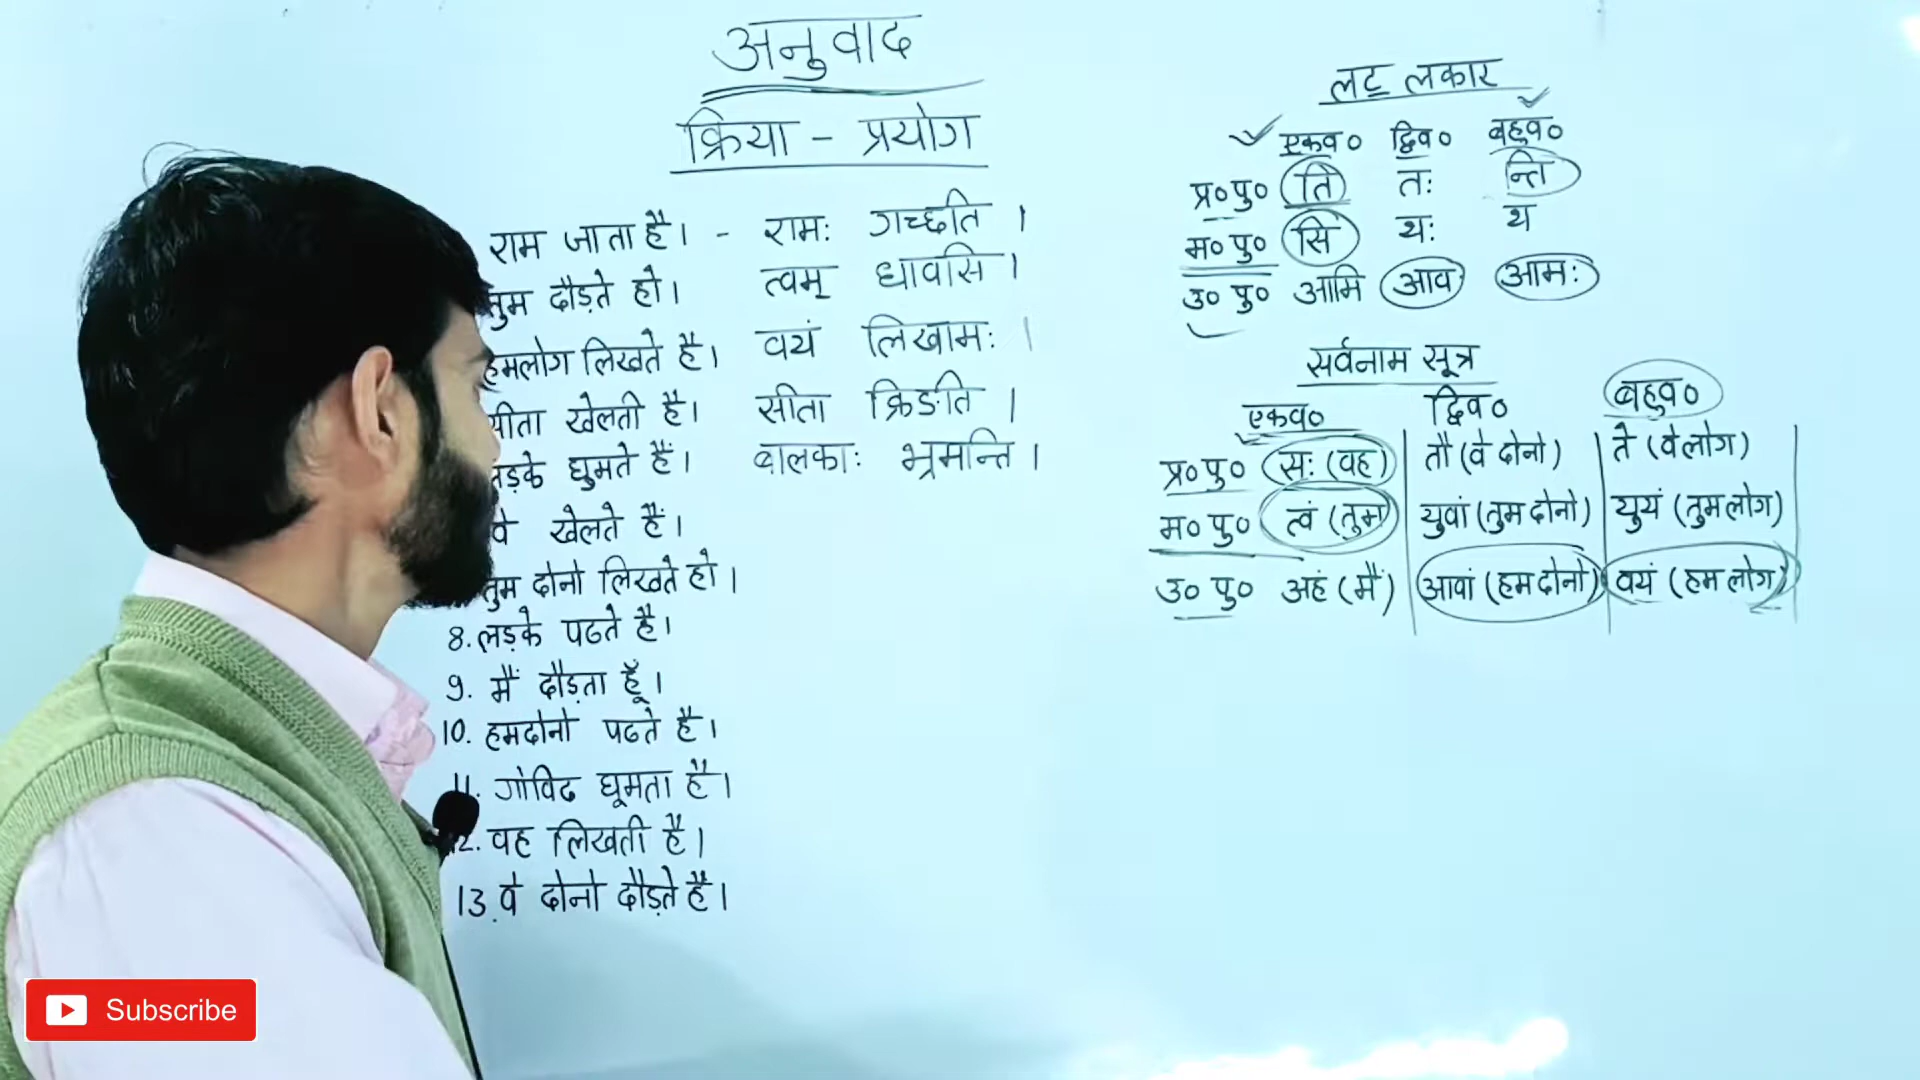 अनुवाद
क्रिया - प्रयोग
राम जाता है। - रामः गच्छति ।
तुम दौड़ते हो। त्वम् धावसि ।
हमलोग लिखते है। वयं लिखामः ।
सीता खेलती है। सीता क्रिडति ।
लड़के घुमते हैं। बालकाः भ्रमन्ति ।
वे खेलते हैं।
तुम दोनो लिखते हो।
8. लड़के पढते है।
9. मैं दौड़ता हूँ।
10. हमदोनो पढते है।
11. गोविंद घूमता है।
12. वह लिखती है।
13. वे दोनो दौड़ते है।
लट् लकार
एकव० द्विव० बहुव०
प्र० पु० ति तः न्ति
म० पु० सि थः थ
उ० पु० आमि आव आमः
सर्वनाम सूत्र
एकव० द्विव० बहुव०
प्र० पु० सः (वह) तौ (वे दोनो) ते (वे लोग)
म० पु० त्वं (तुम) युवां (तुम दोनो) युयं (तुम लोग)
उ० पु० अहं (मैं) आवां (हम दोनो) वयं (हम लोग)
Subscribe